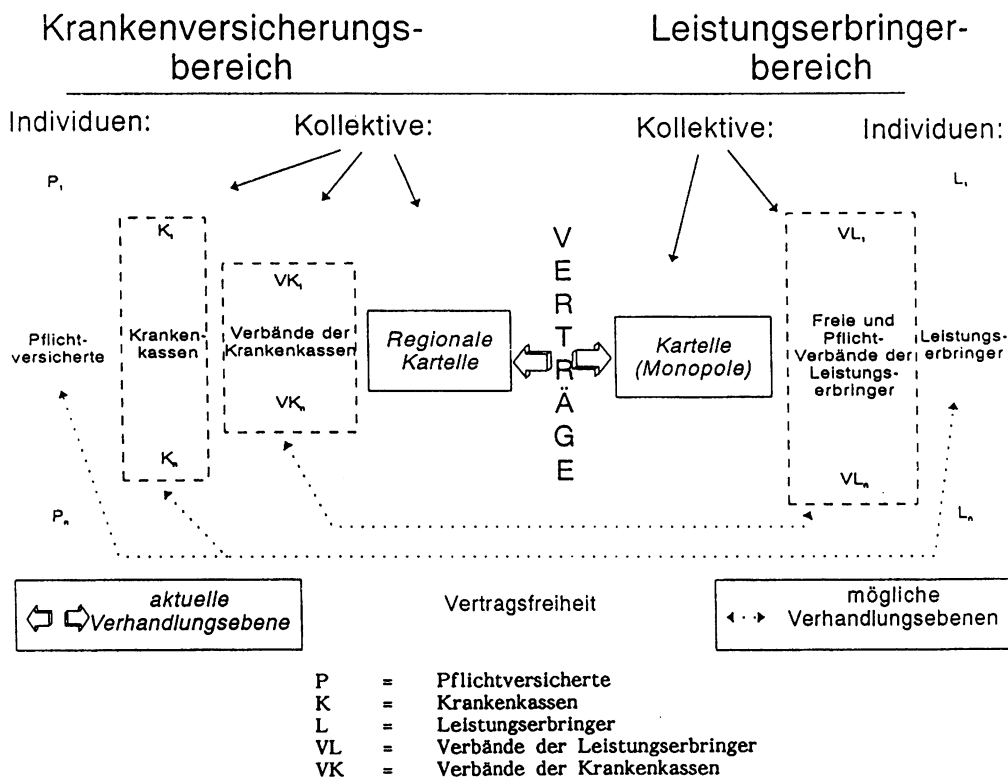 Krankenversicherungs-
bereich
Leistungserbringer-
bereich
Individuen:
Kollektive:
Kollektive:
Individuen:
P₁
K₁
VK₁
Pflicht-
versicherte
Kranken-
kassen
Verbände der
Krankenkassen
Regionale
Kartelle
VERTRÄGE
Kartelle
(Monopole)
VL₁
Freie und
Pflicht-
Verbände der
Leistungs-
erbringer
L₁
Leistungs-
erbringer
VKₙ
Kₙ
Pₙ
VLₙ
Lₙ
aktuelle
Verhandlungsebene
Vertragsfreiheit
mögliche
Verhandlungsebenen
P = Pflichtversicherte
K = Krankenkassen
L = Leistungserbringer
VL = Verbände der Leistungserbringer
VK = Verbände der Krankenkassen